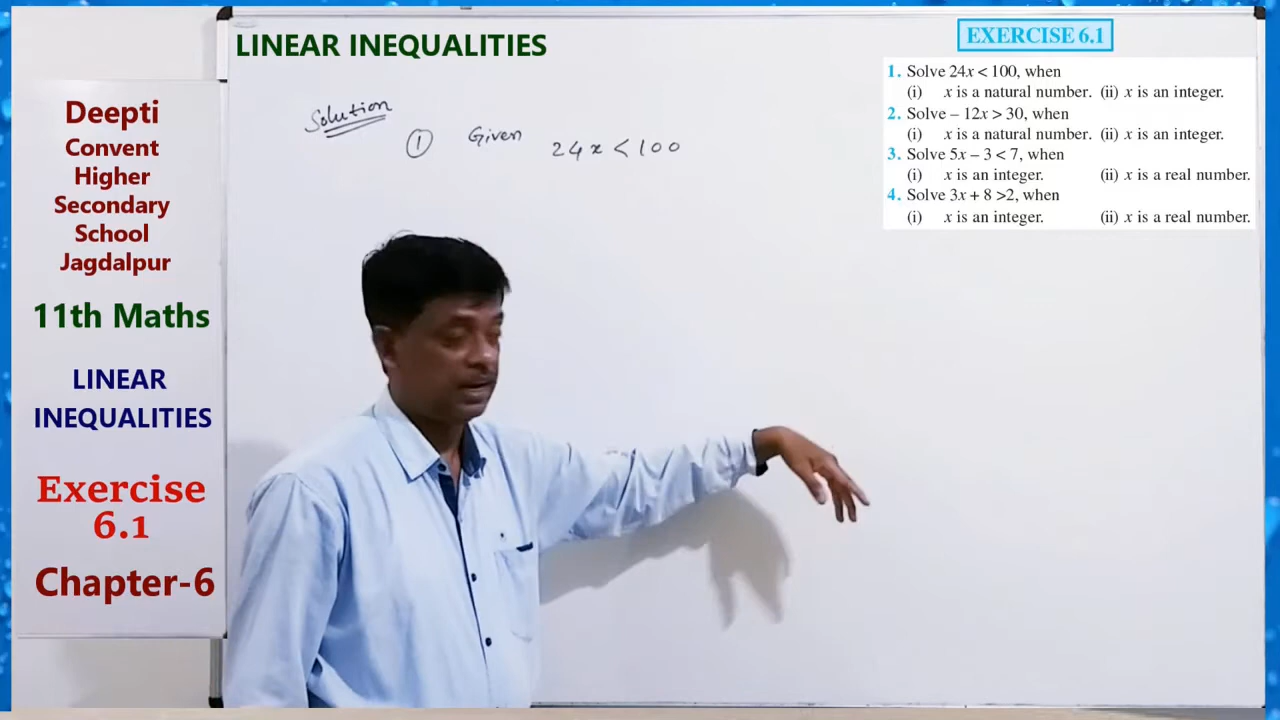 LINEAR INEQUALITIES
Deepti
Convent
Higher
Secondary
School
Jagdalpur
11th Maths
LINEAR
INEQUALITIES
Exercise
6.1
Chapter-6
Solution
① Given 24x < 100
EXERCISE 6.1
1. Solve 24x < 100, when
(i) x is a natural number. (ii) x is an integer.
2. Solve – 12x > 30, when
(i) x is a natural number. (ii) x is an integer.
3. Solve 5x – 3 < 7, when
(i) x is an integer. (ii) x is a real number.
4. Solve 3x + 8 >2, when
(i) x is an integer. (ii) x is a real number.